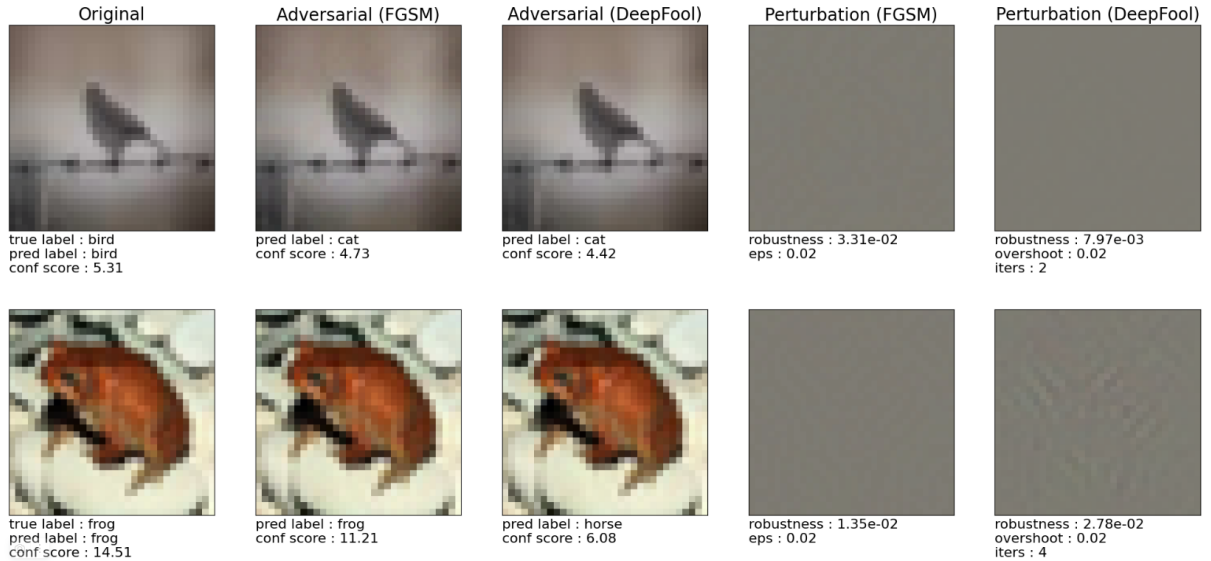 Original
Adversarial (FGSM)
Adversarial (DeepFool)
Perturbation (FGSM)
Perturbation (DeepFool)
true label : bird
pred label : bird
conf score : 5.31
pred label : cat
conf score : 4.73
pred label : cat
conf score : 4.42
robustness : 3.31e-02
eps : 0.02
robustness : 7.97e-03
overshoot : 0.02
iters : 2
true label : frog
pred label : frog
conf score : 14.51
pred label : frog
conf score : 11.21
pred label : horse
conf score : 6.08
robustness : 1.35e-02
eps : 0.02
robustness : 2.78e-02
overshoot : 0.02
iters : 4